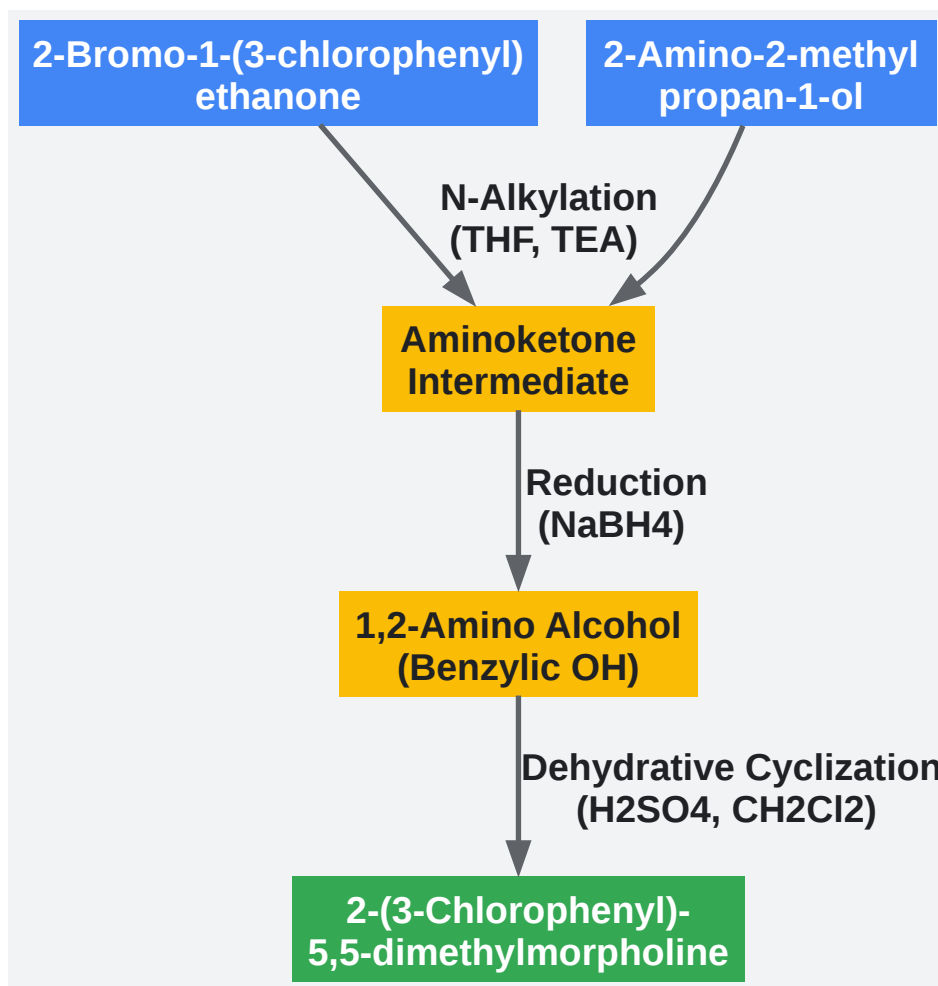 2-Bromo-1-(3-chlorophenyl)
ethanone
2-Amino-2-methyl
propan-1-ol
N-Alkylation
(THF, TEA)
Aminoketone
Intermediate
Reduction
(NaBH4)
1,2-Amino Alcohol
(Benzylic OH)
Dehydrative Cyclization
(H2SO4, CH2Cl2)
2-(3-Chlorophenyl)-
5,5-dimethylmorpholine